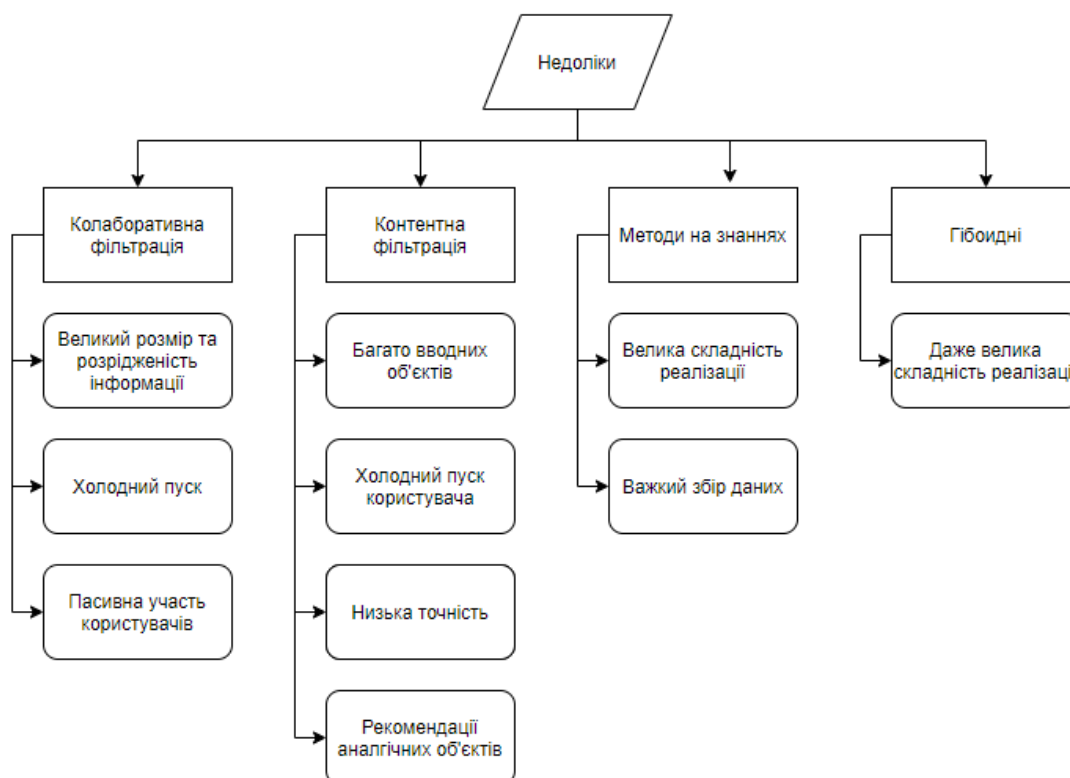 Недоліки
Колаборативна
фільтрація
Контентна
фільтрація
Методи на знаннях
Гібоидні
Великий розмір та
розрідженість
інформації
Багато вводних
об'єктів
Велика складність
реалізації
Даже велика
складність реалізаці
Холодний пуск
Холодний пуск
користувача
Важкий збір даних
Пасивна участь
користувачів
Низька точність
Рекомендації
аналгічних об'єктів